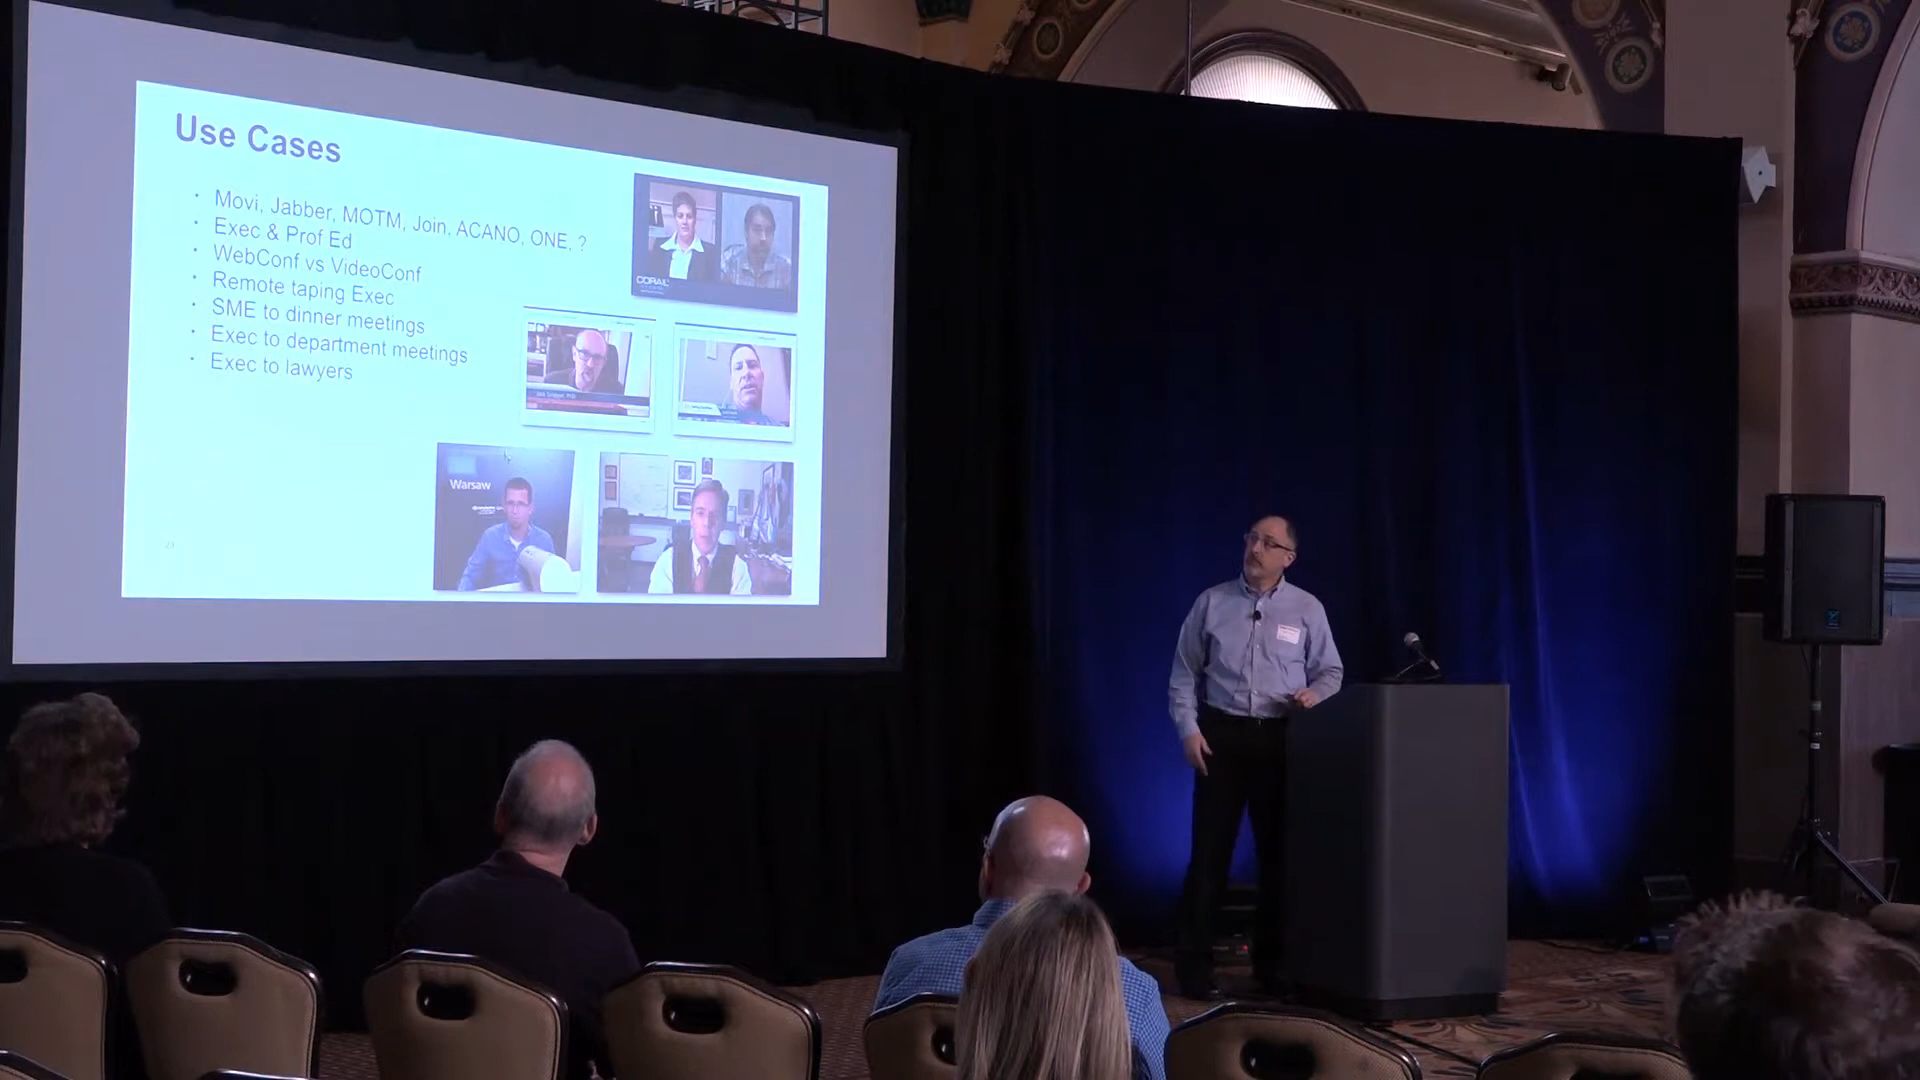 Use Cases
· Movi, Jabber, MOTM, Join, ACANO, ONE, ?
· Exec & Prof Ed
· WebConf vs VideoConf
· Remote taping Exec
· SME to dinner meetings
· Exec to department meetings
· Exec to lawyers
Warsaw